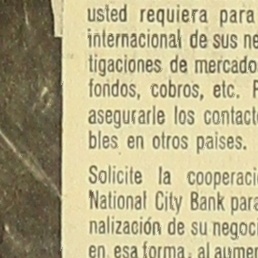 usted requiera para
internacional de sus ne
tigaciones de mercado
fondos, cobros, etc. F
asegurarle los contact
bles en otros países.
Solicite la cooperaci
National City Bank para
nalización de su negoci
en esa forma, al aumen